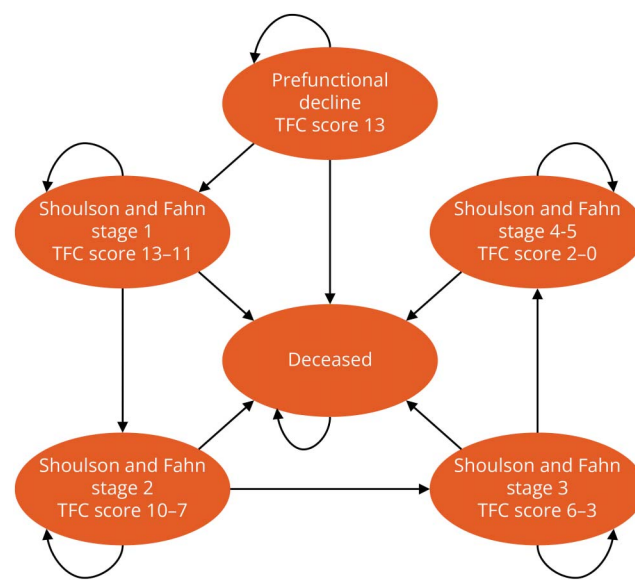 Prefunctional
decline
TFC score 13
Shoulson and Fahn
stage 1
TFC score 13–11
Shoulson and Fahn
stage 4-5
TFC score 2–0
Deceased
Shoulson and Fahn
stage 2
TFC score 10–7
Shoulson and Fahn
stage 3
TFC score 6–3